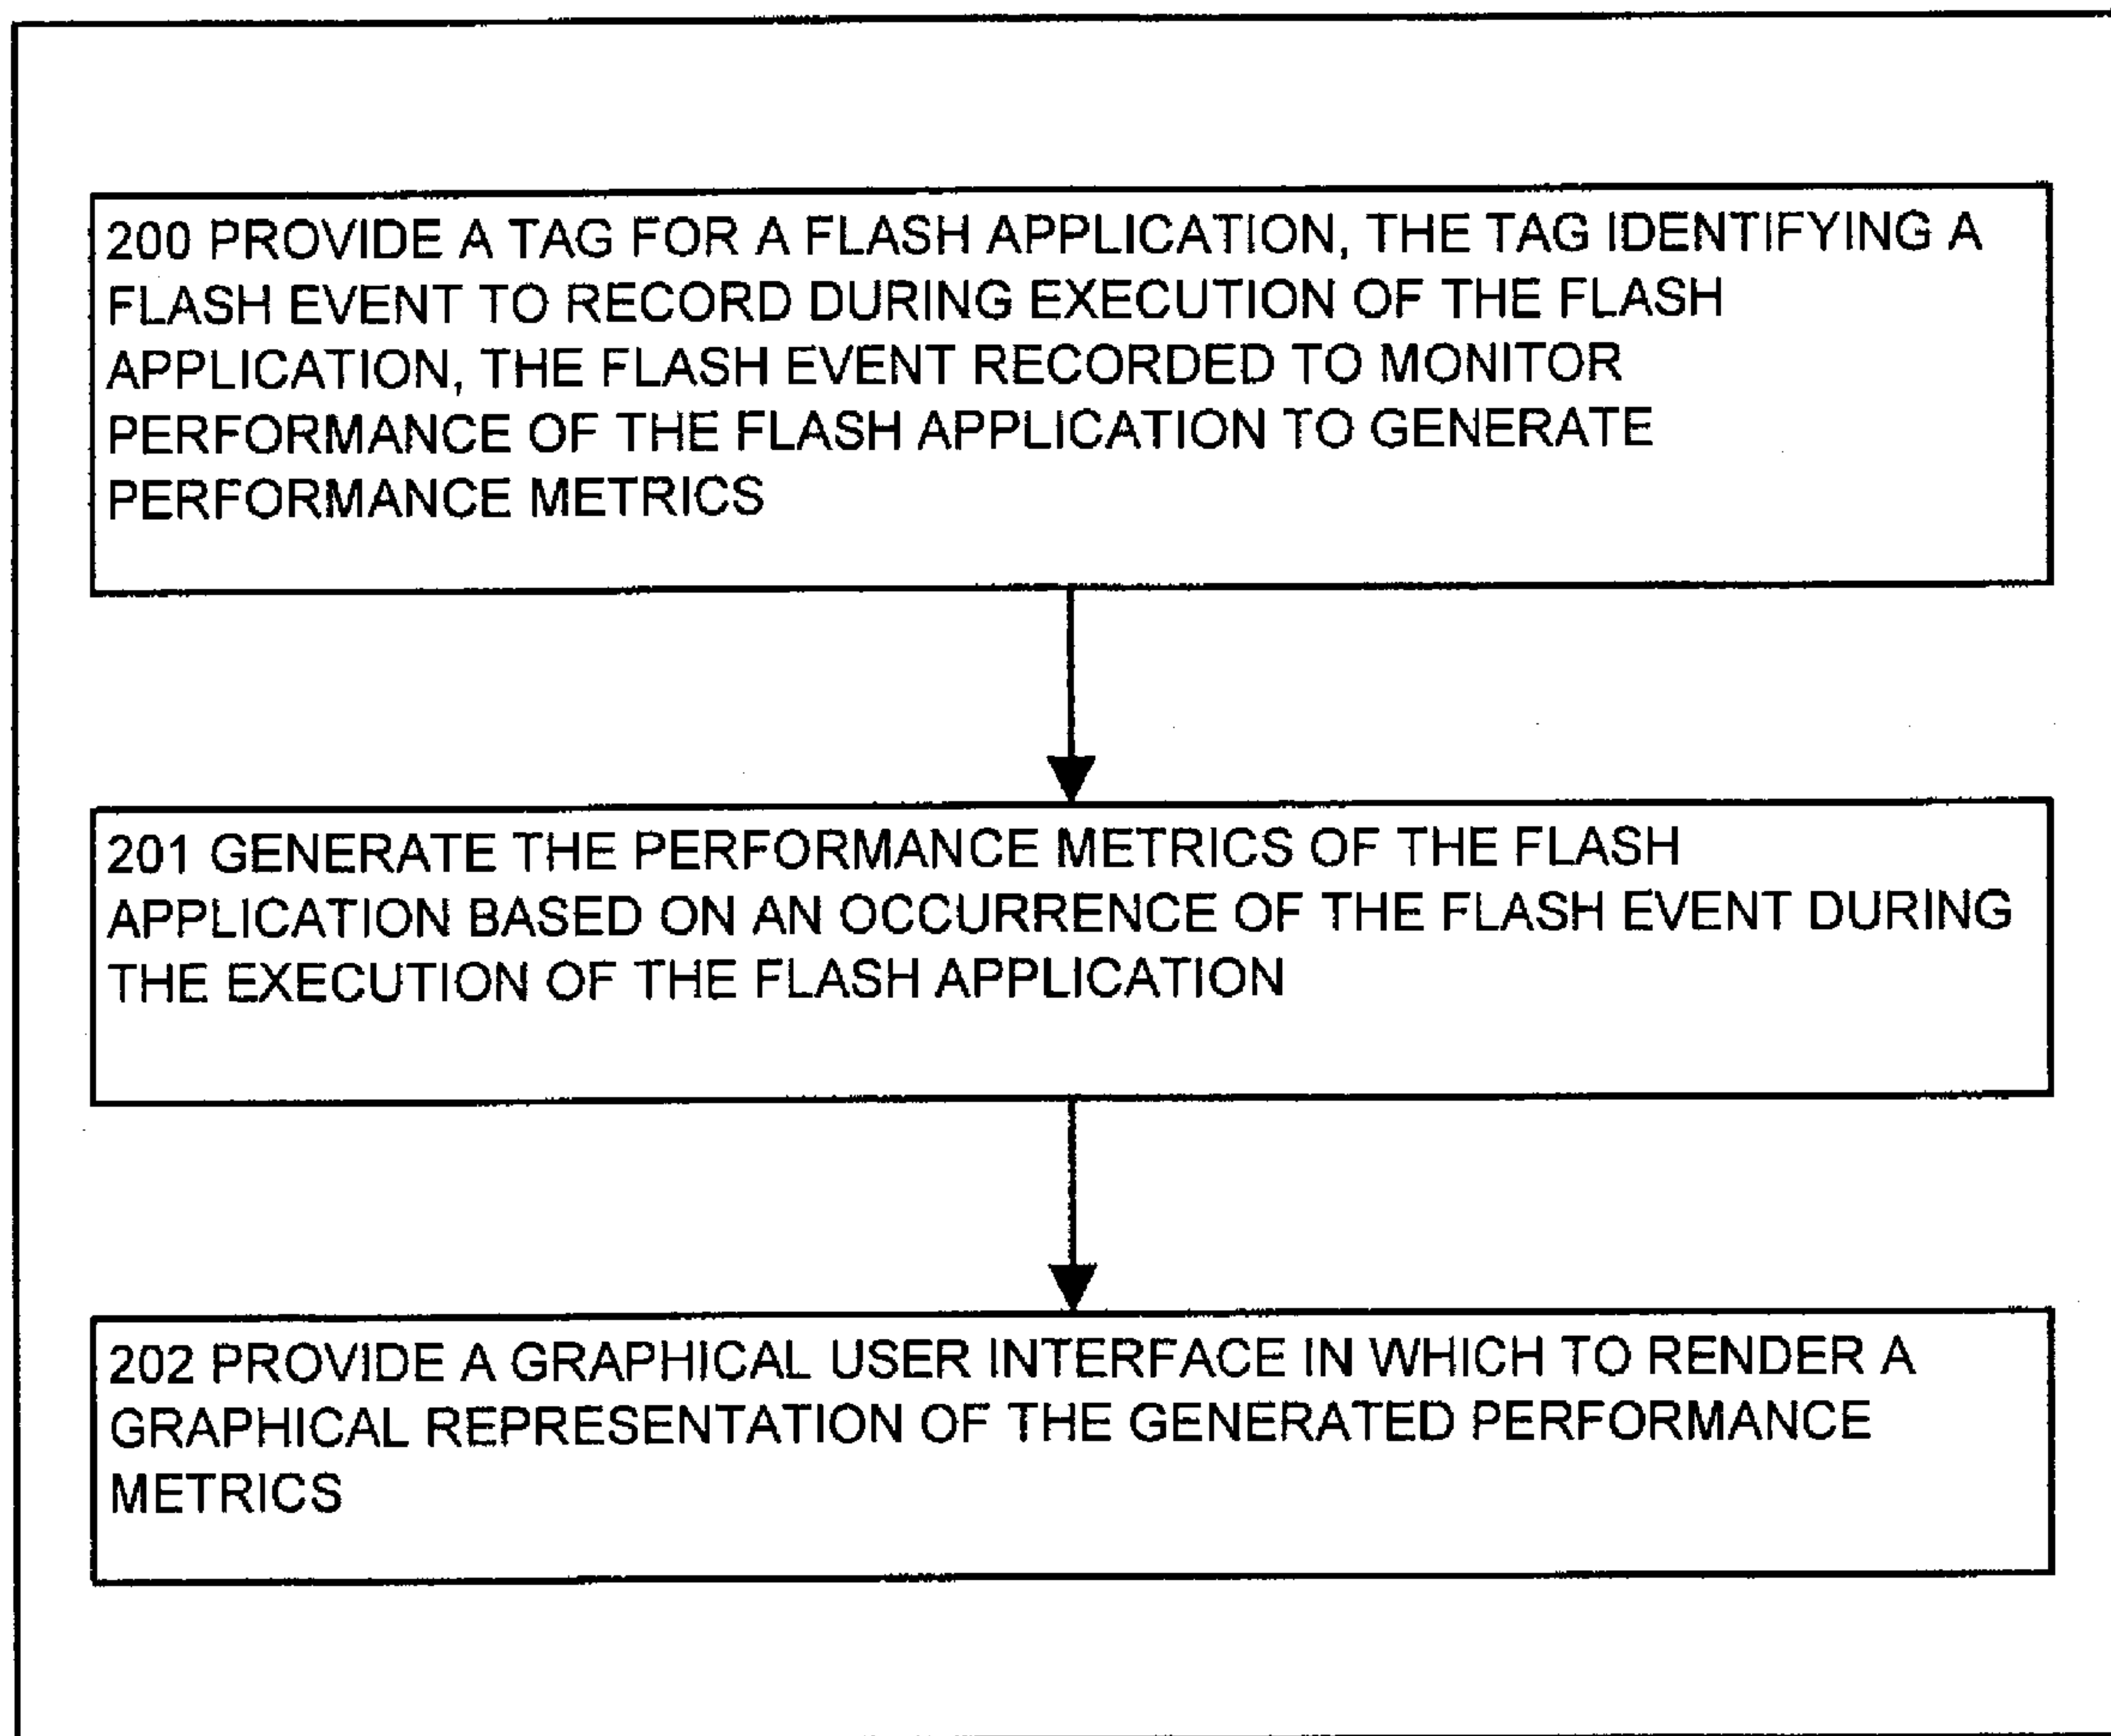 200 PROVIDE A TAG FOR A FLASH APPLICATION, THE TAG IDENTIFYING A
FLASH EVENT TO RECORD DURING EXECUTION OF THE FLASH
APPLICATION, THE FLASH EVENT RECORDED TO MONITOR
PERFORMANCE OF THE FLASH APPLICATION TO GENERATE
PERFORMANCE METRICS
201 GENERATE THE PERFORMANCE METRICS OF THE FLASH
APPLICATION BASED ON AN OCCURRENCE OF THE FLASH EVENT DURING
THE EXECUTION OF THE FLASH APPLICATION
202 PROVIDE A GRAPHICAL USER INTERFACE IN WHICH TO RENDER A
GRAPHICAL REPRESENTATION OF THE GENERATED PERFORMANCE
METRICS